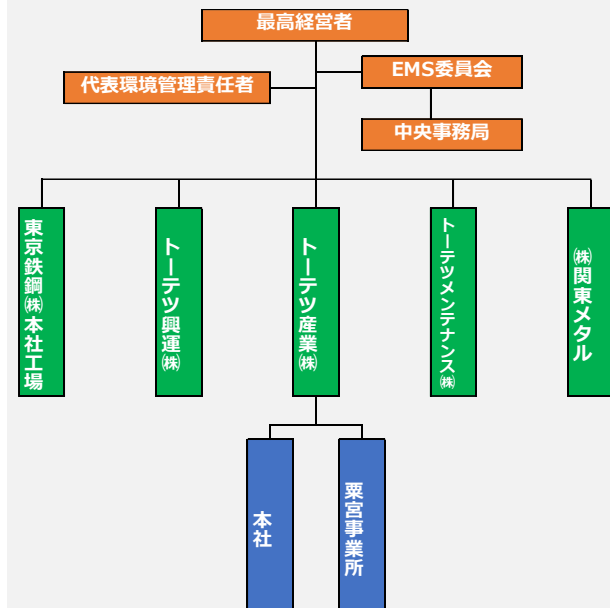 最高経営者
EMS委員会
代表環境管理責任者
中央事務局
東京鉄鋼㈱本社工場
トーテツ興運㈱
トーテツ産業㈱
トーテツメンテナンス㈱
㈱関東メタル
本社
粟宮事業所